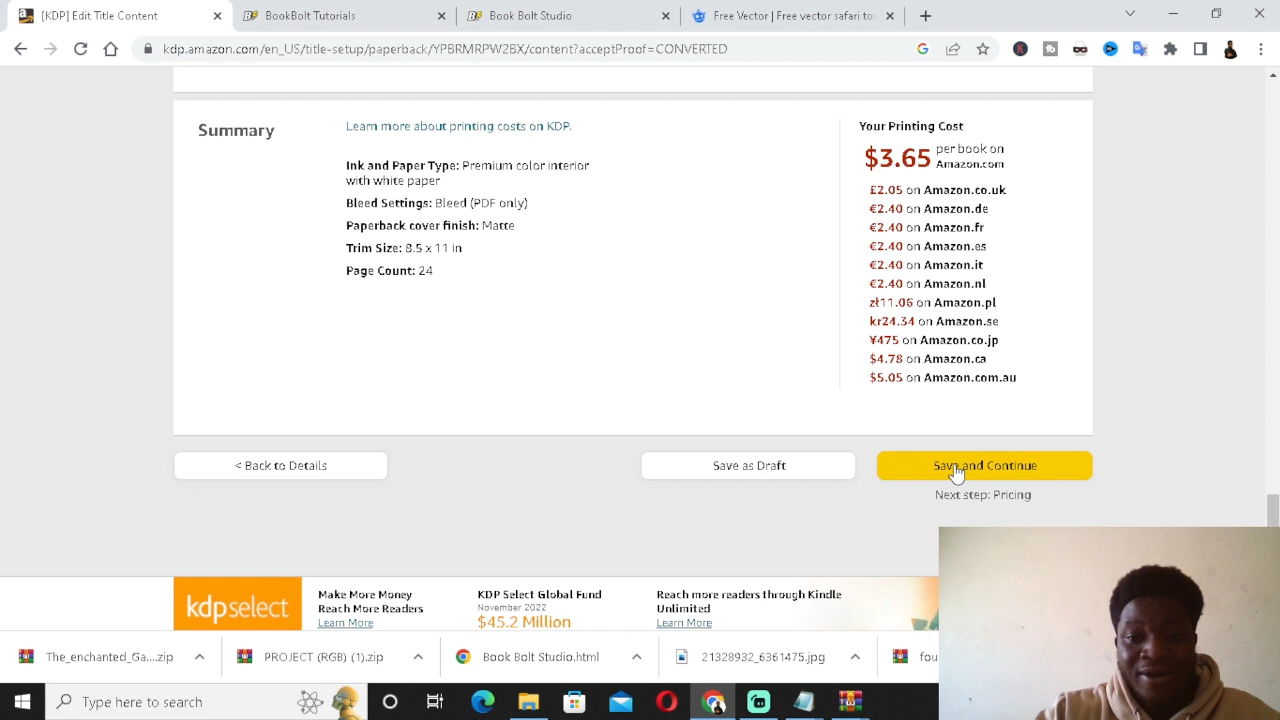 [KDP] Edit Title Content
BookBolt Tutorials
Book Bolt Studio
Free Vector | Free vector safari tou
kdp.amazon.com/en_US/title-setup/paperback/YPBRMRPW2BX/content?acceptProof=CONVERTED
Summary
Learn more about printing costs on KDP.
Ink and Paper Type: Premium color interior
with white paper
Bleed Settings: Bleed (PDF only)
Paperback cover finish: Matte
Trim Size: 8.5 x 11 in
Page Count: 24
Your Printing Cost
$3.65 per book on
Amazon.com
£2.05 on Amazon.co.uk
€2.40 on Amazon.de
€2.40 on Amazon.fr
€2.40 on Amazon.es
€2.40 on Amazon.it
€2.40 on Amazon.nl
zł11.06 on Amazon.pl
kr24.34 on Amazon.se
¥475 on Amazon.co.jp
$4.78 on Amazon.ca
$5.05 on Amazon.com.au
< Back to Details
Save as Draft
Save and Continue
Next step: Pricing
kdpselect
Make More Money
Reach More Readers
Learn More
KDP Select Global Fund
November 2022
$45.2 Million
Reach more readers through Kindle
Unlimited
Learn More
The_enchanted_Ga....zip
PROJECT (RGB) (1).zip
Book Bolt Studio.html
21328932_6361475.jpg
fou
Type here to search